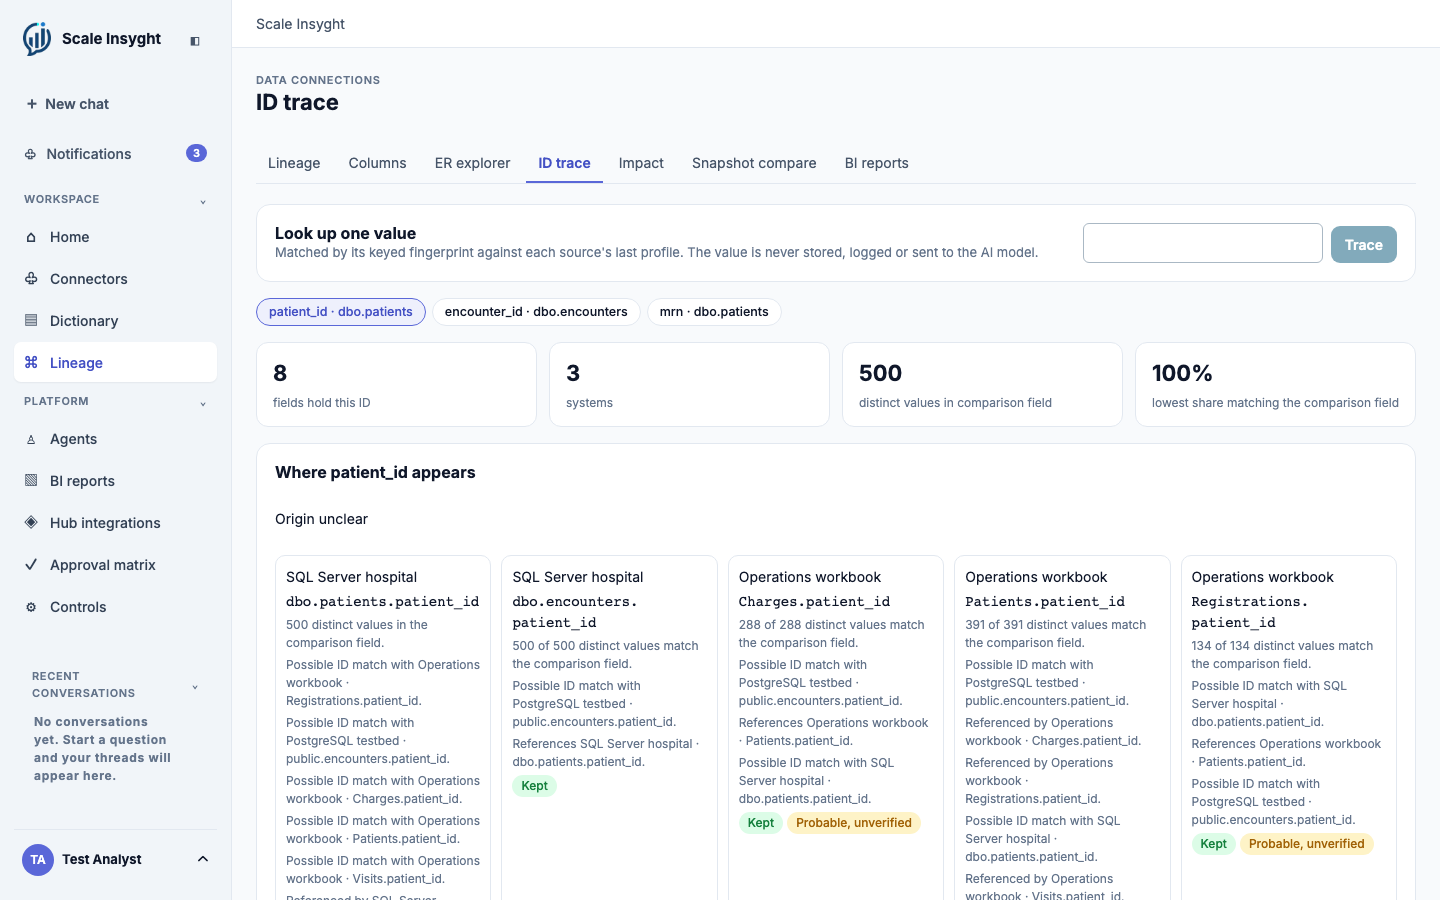 Scale Insyght
Scale Insyght
+ New chat
Notifications 3
WORKSPACE
Home
Connectors
Dictionary
Lineage
PLATFORM
Agents
BI reports
Hub integrations
Approval matrix
Controls
RECENT
CONVERSATIONS
No conversations
yet. Start a question
and your threads will
appear here.
TA Test Analyst
DATA CONNECTIONS
ID trace
Lineage Columns ER explorer ID trace Impact Snapshot compare BI reports
Look up one value
Matched by its keyed fingerprint against each source's last profile. The value is never stored, logged or sent to the AI model.
Trace
patient_id · dbo.patients encounter_id · dbo.encounters mrn · dbo.patients
8
fields hold this ID
3
systems
500
distinct values in comparison field
100%
lowest share matching the comparison field
Where patient_id appears
Origin unclear
SQL Server hospital
dbo.patients.patient_id
500 distinct values in the
comparison field.
Possible ID match with Operations
workbook ·
Registrations.patient_id.
Possible ID match with
PostgreSQL testbed ·
public.encounters.patient_id.
Possible ID match with Operations
workbook · Charges.patient_id.
Possible ID match with Operations
workbook · Patients.patient_id.
Possible ID match with Operations
workbook · Visits.patient_id.
Referenced by SQL Server
SQL Server hospital
dbo.encounters.
patient_id
500 of 500 distinct values match
the comparison field.
Possible ID match with
PostgreSQL testbed ·
public.encounters.patient_id.
References SQL Server hospital ·
dbo.patients.patient_id.
Kept
Operations workbook
Charges.patient_id
288 of 288 distinct values match
the comparison field.
Possible ID match with
PostgreSQL testbed ·
public.encounters.patient_id.
References Operations workbook
· Patients.patient_id.
Possible ID match with SQL
Server hospital ·
dbo.patients.patient_id.
Kept Probable, unverified
Operations workbook
Patients.patient_id
391 of 391 distinct values match
the comparison field.
Possible ID match with
PostgreSQL testbed ·
public.encounters.patient_id.
Referenced by Operations
workbook · Charges.patient_id.
Referenced by Operations
workbook ·
Registrations.patient_id.
Possible ID match with SQL
Server hospital ·
dbo.patients.patient_id.
Referenced by Operations
workbook · Visits.patient_id.
Operations workbook
Registrations.
patient_id
134 of 134 distinct values match
the comparison field.
Possible ID match with SQL
Server hospital ·
dbo.patients.patient_id.
References Operations workbook
· Patients.patient_id.
Possible ID match with
PostgreSQL testbed ·
public.encounters.patient_id.
Kept Probable, unverified